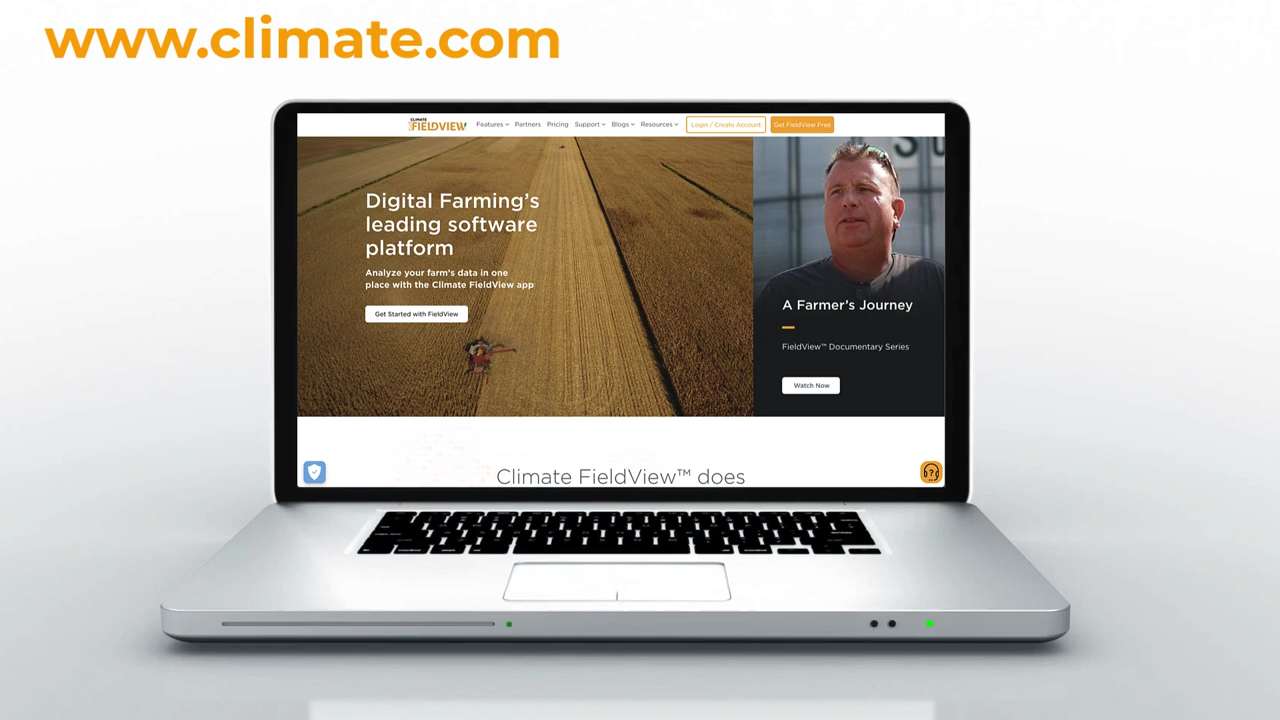 www.climate.com
CLIMATE
FIELDVIEW
Features Partners Pricing Support Blogs Resources Login / Create Account Get FieldView Free
Digital Farming's
leading software
platform
Analyze your farm's data in one
place with the Climate FieldView app
Get Started with FieldView
A Farmer's Journey
FieldView™ Documentary Series
Watch Now
Climate FieldView™ does